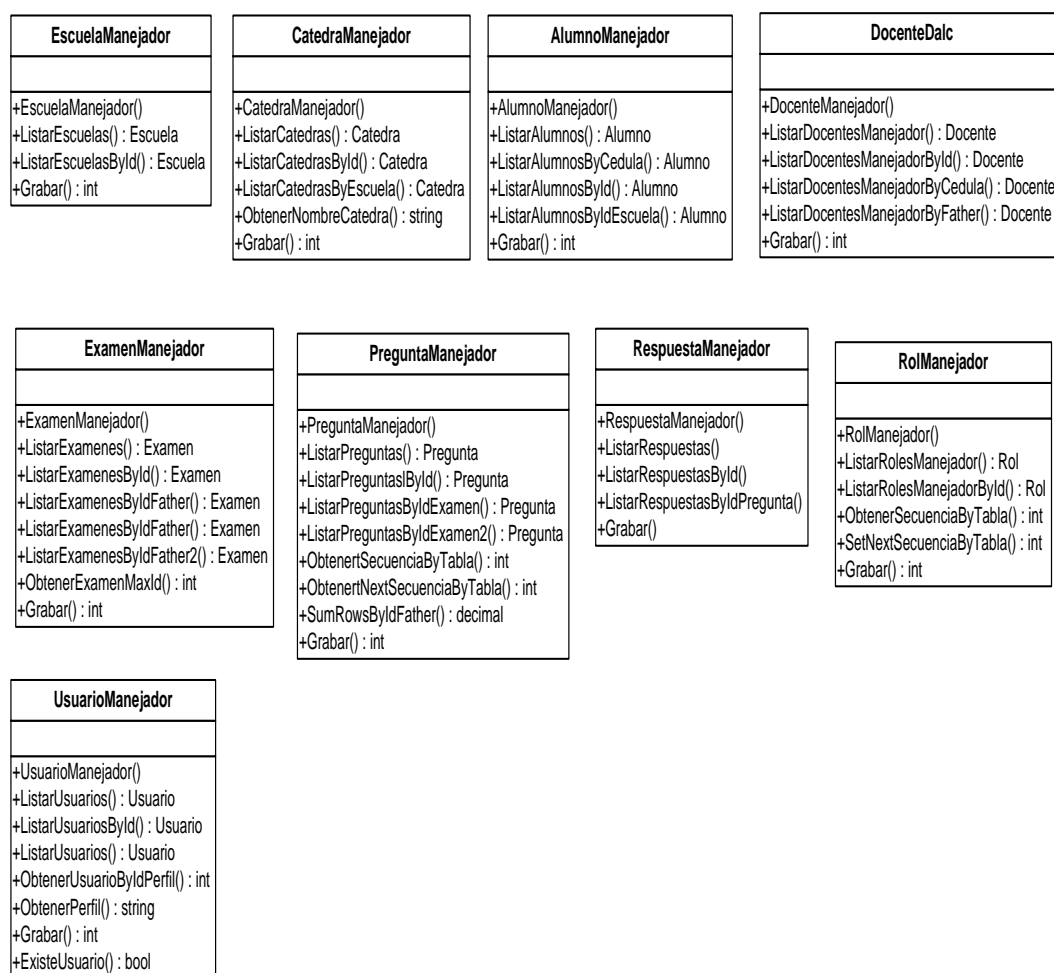 EscuelaManejador
+EscuelaManejador()
+ListarEscuelas() : Escuela
+ListarEscuelasById() : Escuela
+Grabar() : int
CatedraManejador
+CatedraManejador()
+ListarCatedras() : Catedra
+ListarCatedrasById() : Catedra
+ListarCatedrasByEscuela() : Catedra
+ObtenerNombreCatedra() : string
+Grabar() : int
AlumnoManejador
+AlumnoManejador()
+ListarAlumnos() : Alumno
+ListarAlumnosByCedula() : Alumno
+ListarAlumnosById() : Alumno
+ListarAlumnosByIdEscuela() : Alumno
+Grabar() : int
DocenteDalc
+DocenteManejador()
+ListarDocentesManejador() : Docente
+ListarDocentesManejadorById() : Docente
+ListarDocentesManejadorByCedula() : Docente
+ListarDocentesManejadorByFather() : Docente
+Grabar() : int
ExamenManejador
+ExamenManejador()
+ListarExamenes() : Examen
+ListarExamenesById() : Examen
+ListarExamenesByIdFather() : Examen
+ListarExamenesByIdFather() : Examen
+ListarExamenesByIdFather2() : Examen
+ObtenerExamenMaxId() : int
+Grabar() : int
PreguntaManejador
+PreguntaManejador()
+ListarPreguntas() : Pregunta
+ListarPreguntaslById() : Pregunta
+ListarPreguntasByIdExamen() : Pregunta
+ListarPreguntasByIdExamen2() : Pregunta
+ObtenertSecuenciaByTabla() : int
+ObtenertNextSecuenciaByTabla() : int
+SumRowsByIdFather() : decimal
+Grabar() : int
RespuestaManejador
+RespuestaManejador()
+ListarRespuestas()
+ListarRespuestasById()
+ListarRespuestasByIdPregunta()
+Grabar()
RolManejador
+RolManejador()
+ListarRolesManejador() : Rol
+ListarRolesManejadorById() : Rol
+ObtenerSecuenciaByTabla() : int
+SetNextSecuenciaByTabla() : int
+Grabar() : int
UsuarioManejador
+UsuarioManejador()
+ListarUsuarios() : Usuario
+ListarUsuariosById() : Usuario
+ListarUsuarios() : Usuario
+ObtenerUsuarioByIdPerfil() : int
+ObtenerPerfil() : string
+Grabar() : int
+ExisteUsuario() : bool